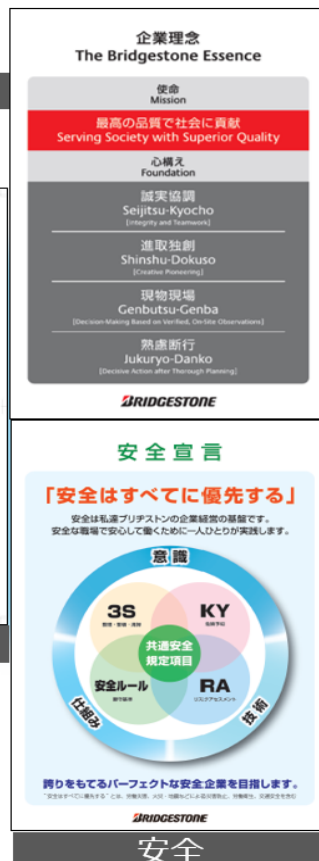 企業理念
The Bridgestone Essence
使命
Mission
最高の品質で社会に貢献
Serving Society with Superior Quality
心構え
Foundation
誠実協調
Seijitsu-Kyocho
[Integrity and Teamwork]
進取独創
Shinshu-Dokuso
[Creative Pioneering]
現物現場
Genbutsu-Genba
[Decision-Making Based on Verified, On-Site Observations]
熟慮断行
Jukuryo-Danko
[Decisive Action after Thorough Planning]
BRIDGESTONE
安全宣言
「安全はすべてに優先する」
安全は私達ブリヂストンの企業経営の基盤です。
安全な職場で安心して働くために一人ひとりが実践します。
意識
3S
KY
共通安全
規定項目
安全ルール
RA
リスクアセスメント
仕組み
技術
誇りをもてるパーフェクトな安全企業を目指します。
BRIDGESTONE
安全